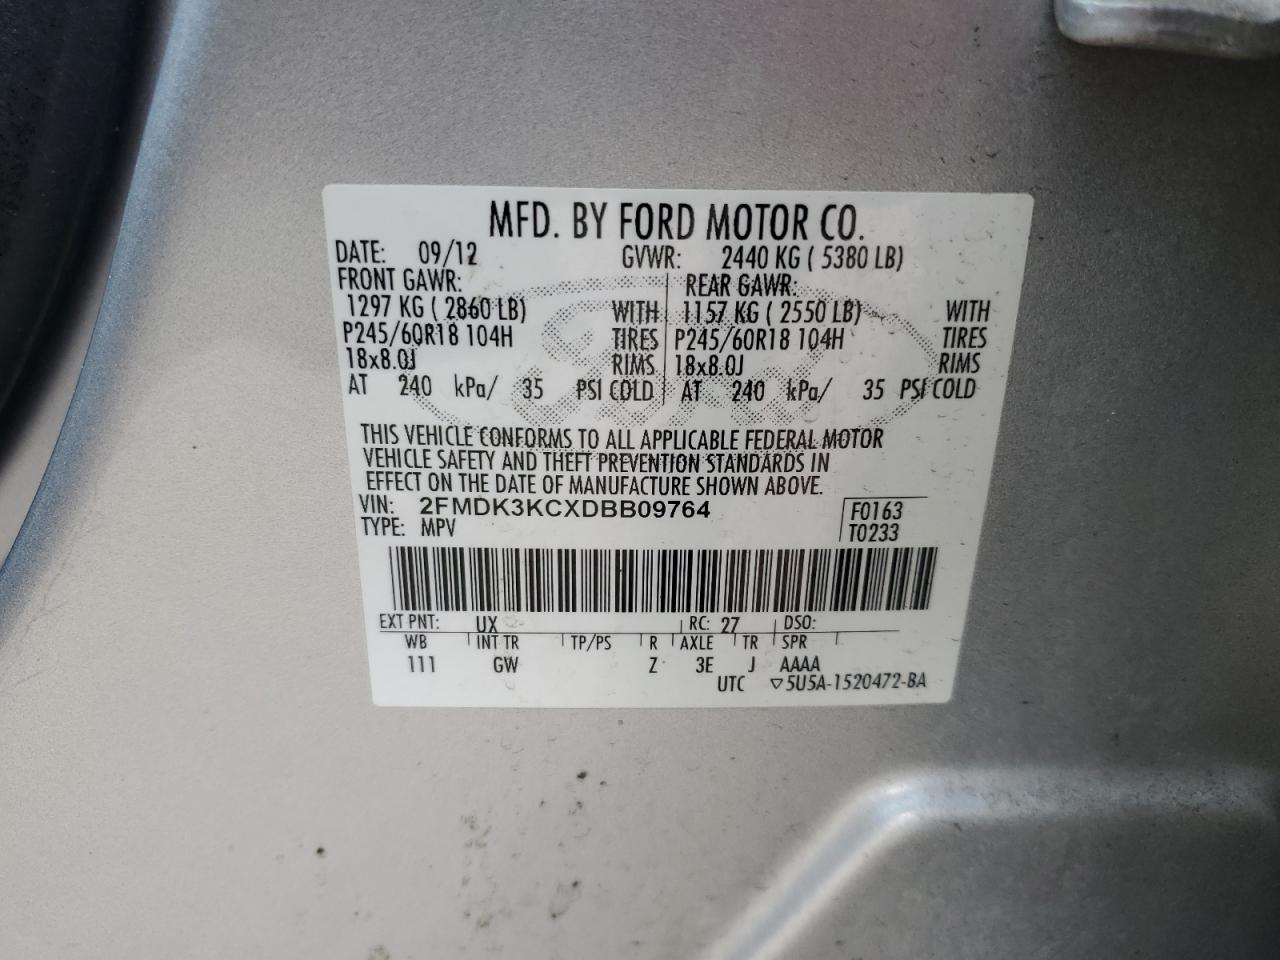 MFD. BY FORD MOTOR CO.
DATE: 09/12 GVWR: 2440 KG ( 5380 LB)
FRONT GAWR: REAR GAWR:
1297 KG ( 2860 LB) WITH 1157 KG ( 2550 LB) WITH
P245/60R18 104H TIRES P245/60R18 104H TIRES
18x8.0J RIMS 18x8.0J RIMS
AT 240 kPa/ 35 PSI COLD AT 240 kPa/ 35 PSI COLD
Ford
THIS VEHICLE CONFORMS TO ALL APPLICABLE FEDERAL MOTOR
VEHICLE SAFETY AND THEFT PREVENTION STANDARDS IN
EFFECT ON THE DATE OF MANUFACTURE SHOWN ABOVE.
VIN: 2FMDK3KCXDBB09764 F0163
TYPE: MPV T0233
EXT PNT: UX RC: 27 DSO:
WB INT TR TP/PS R AXLE TR SPR
111 GW Z 3E J AAAA
UTC ▽5U5A-1520472-BA